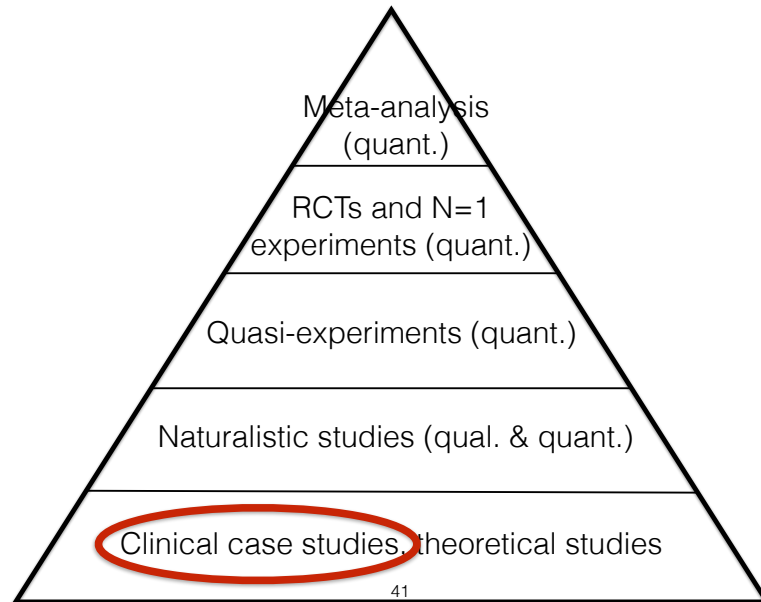 Meta-analysis
(quant.)
RCTs and N=1
experiments (quant.)
Quasi-experiments (quant.)
Naturalistic studies (qual. & quant.)
Clinical case studies, theoretical studies
41